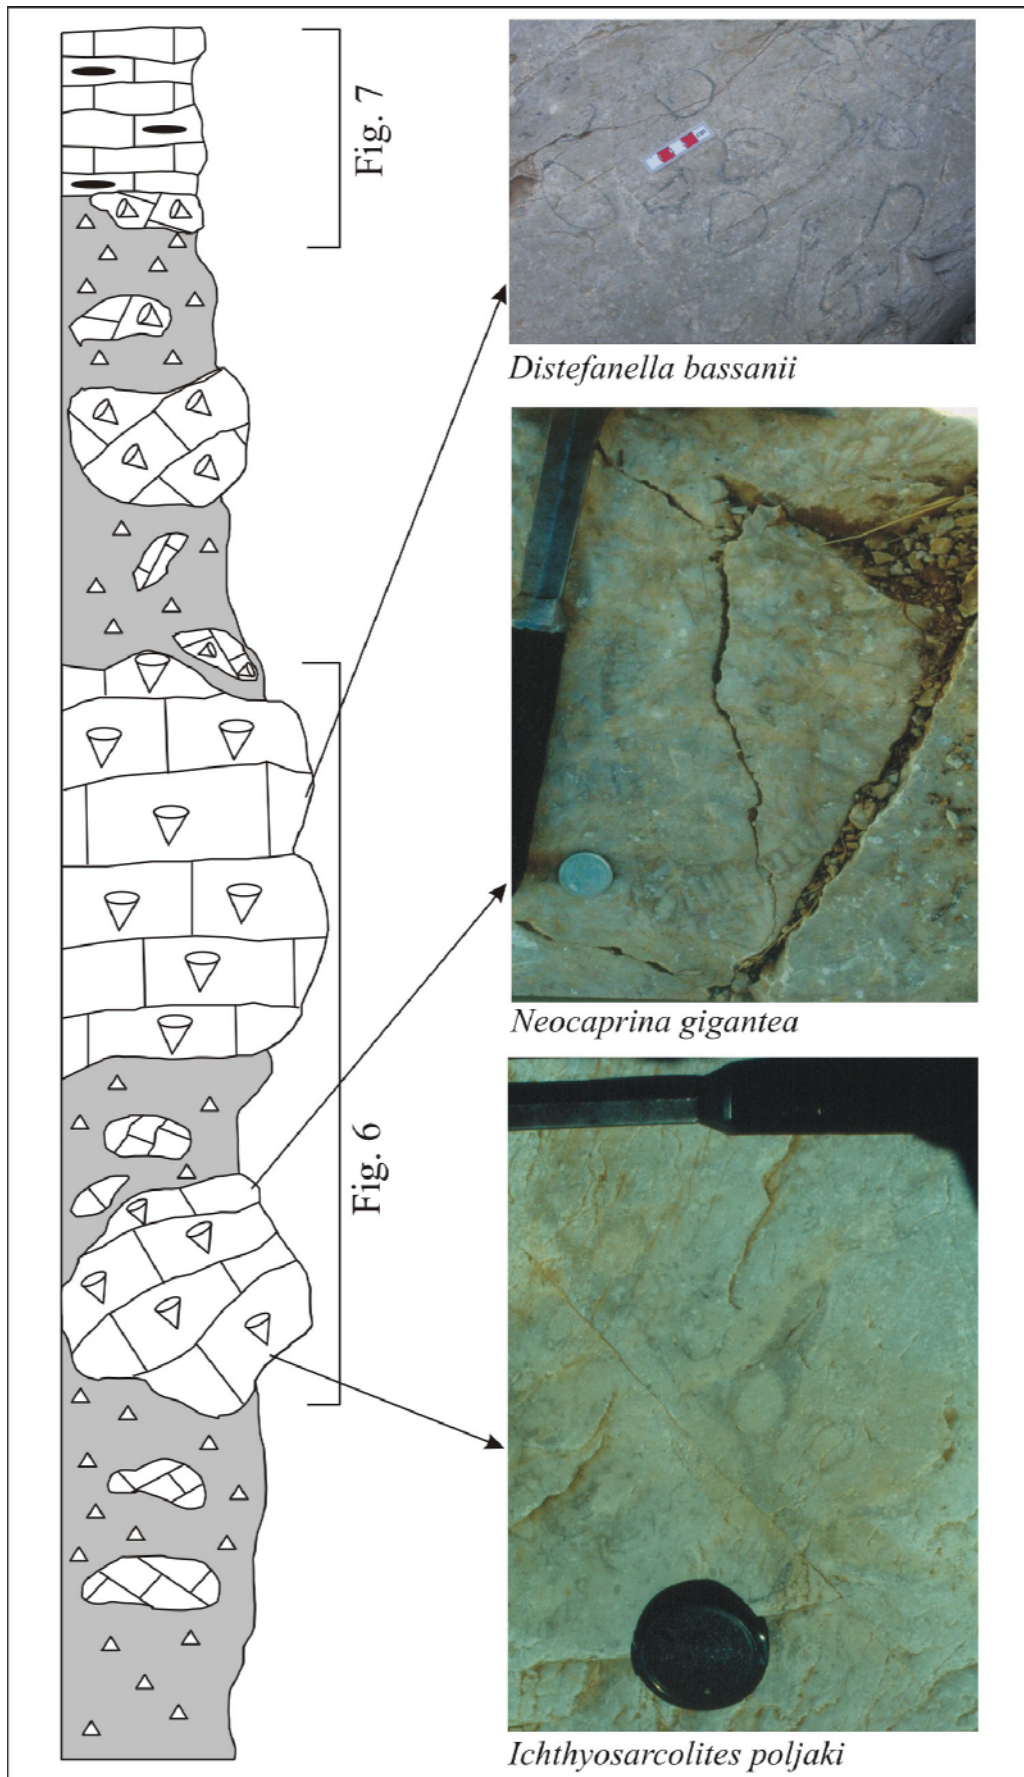 Fig. 7
Distefanella bassanii
Neocaprina gigantea
Fig. 6
Ichthyosarcolites poljaki